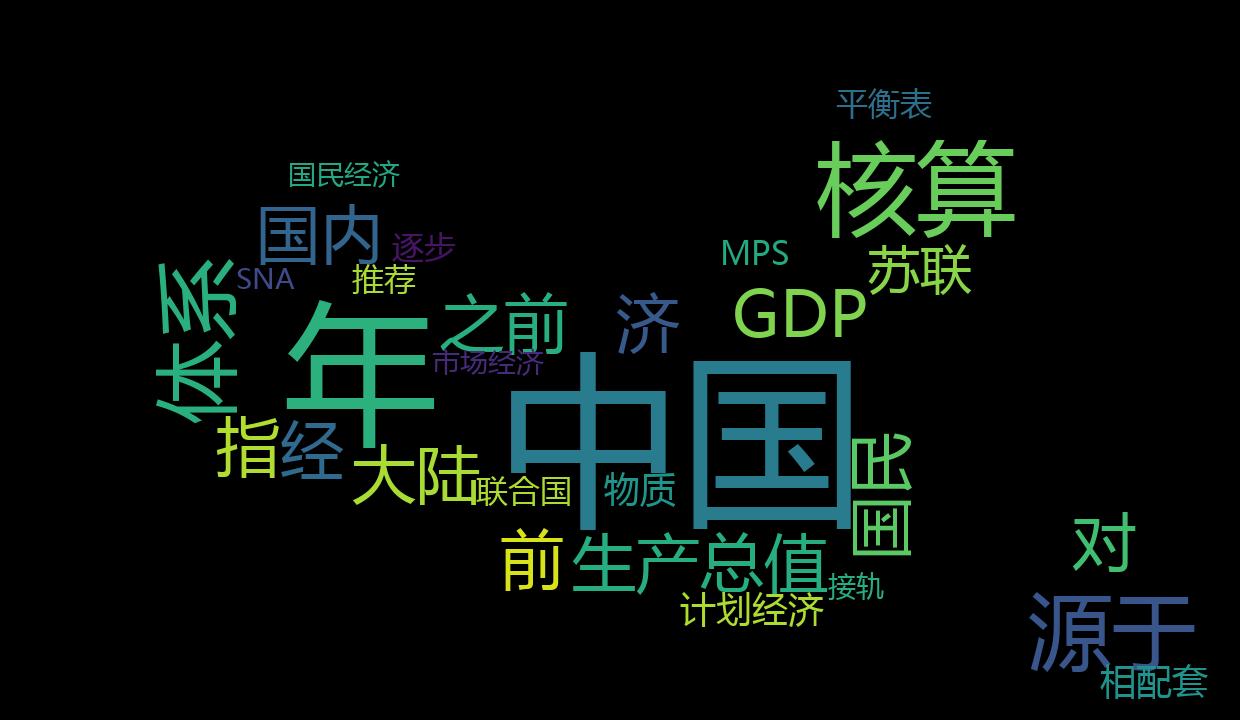 平衡表
核算
国民经济
国内
逐步
MPS
苏联
体系
SNA
推荐
GDP
年
之前
济
市场经济
中国
指
经
大陆
联合国
物质
国民
前
生产总值
接轨
计划经济
对
源于
相配套